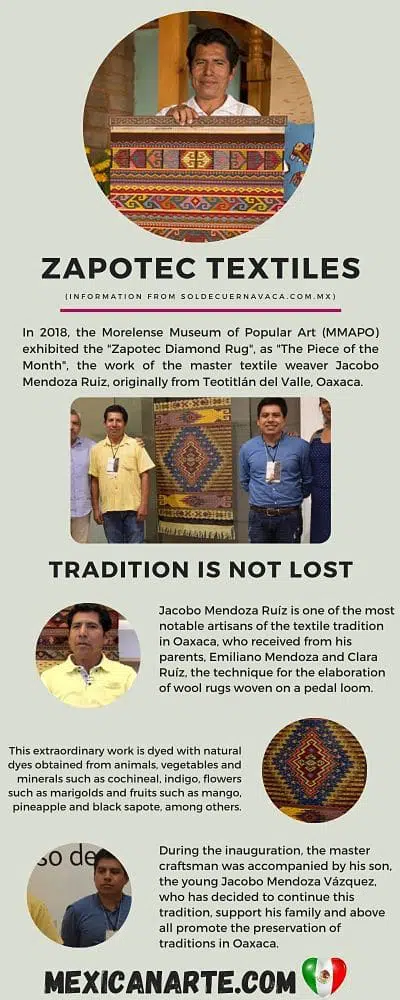 ZAPOTEC TEXTILES
(INFORMATION FROM SOLDECUERNAVACA.COM.MX)
In 2018, the Morelense Museum of Popular Art (MMAPO)
exhibited the "Zapotec Diamond Rug", as "The Piece of the
Month", the work of the master textile weaver Jacobo
Mendoza Ruiz, originally from Teotitlán del Valle, Oaxaca.
TRADITION IS NOT LOST
Jacobo Mendoza Ruíz is one of the most
notable artisans of the textile tradition
in Oaxaca, who received from his
parents, Emiliano Mendoza and Clara
Ruíz, the technique for the elaboration
of wool rugs woven on a pedal loom.
This extraordinary work is dyed with natural
dyes obtained from animals, vegetables and
minerals such as cochineal, indigo, flowers
such as marigolds and fruits such as mango,
pineapple and black sapote, among others.
so de
During the inauguration, the master
craftsman was accompanied by his son,
the young Jacobo Mendoza Vázquez,
who has decided to continue this
tradition, support his family and above
all promote the preservation of
traditions in Oaxaca.
MEXICANARTE.COM